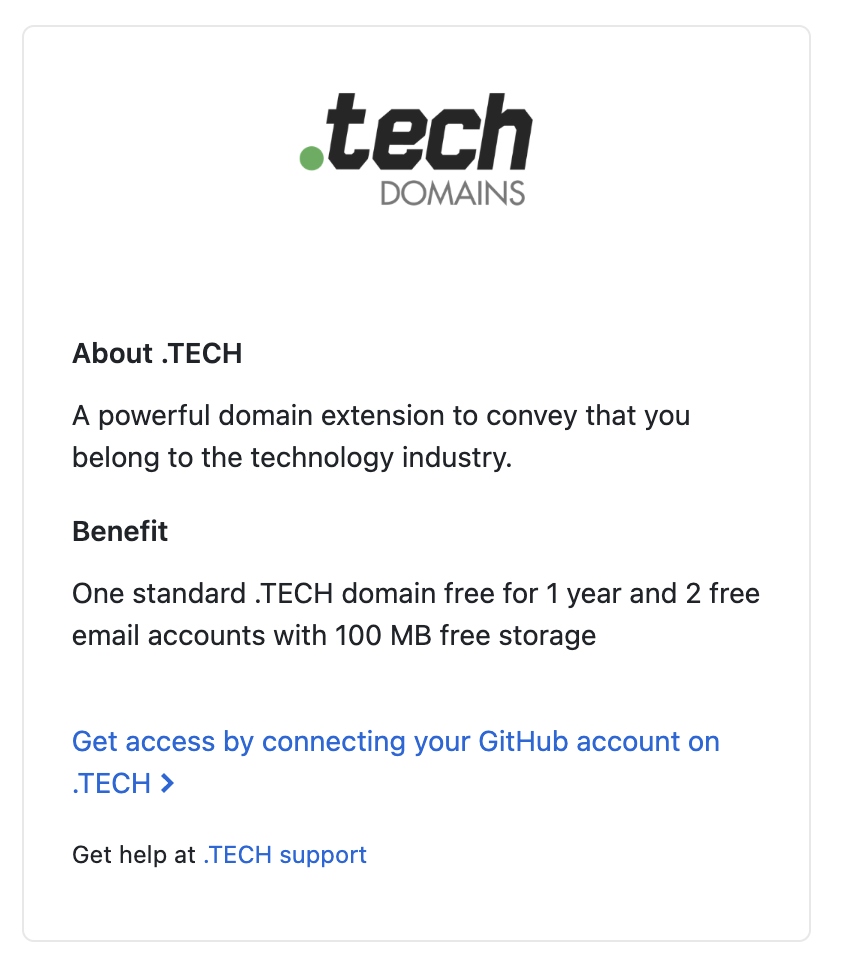 .tech
DOMAINS
About .TECH
A powerful domain extension to convey that you
belong to the technology industry.
Benefit
One standard .TECH domain free for 1 year and 2 free
email accounts with 100 MB free storage
Get access by connecting your GitHub account on
.TECH >
Get help at .TECH support